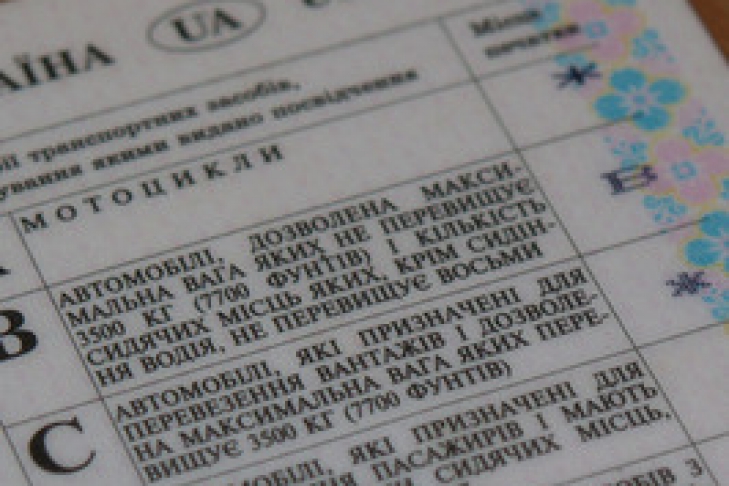 АЇНА UA Місце
печатки
ії транспортних засобів,
ування якими видано посвідчення
МОТОЦИКЛИ *
B АВТОМОБІЛІ, ДОЗВОЛЕНА МАКСИ- B
МАЛЬНА ВАГА ЯКИХ НЕ ПЕРЕВИЩУЄ
3500 КГ (7700 ФУНТІВ) І КІЛЬКІСТЬ
СИДЯЧИХ МІСЦЬ ЯКИХ, КРІМ СИДІН-
НЯ ВОДІЯ, НЕ ПЕРЕВИЩУЄ ВОСЬМИ
C АВТОМОБІЛІ, ЯКІ ПРИЗНАЧЕНІ ДЛЯ *
ПЕРЕВЕЗЕННЯ ВАНТАЖІВ І ДОЗВОЛЕ-
НА МАКСИМАЛЬНА ВАГА ЯКИХ ПЕРЕ-
ВИЩУЄ 3500 КГ (7700 ФУНТІВ)
ОБІЛІ, ЯКІ ПРИЗНАЧЕНІ ДЛЯ
ПАСАЖИРІВ І МАЮТЬ
СИДЯЧИХ МІСЦЬ,